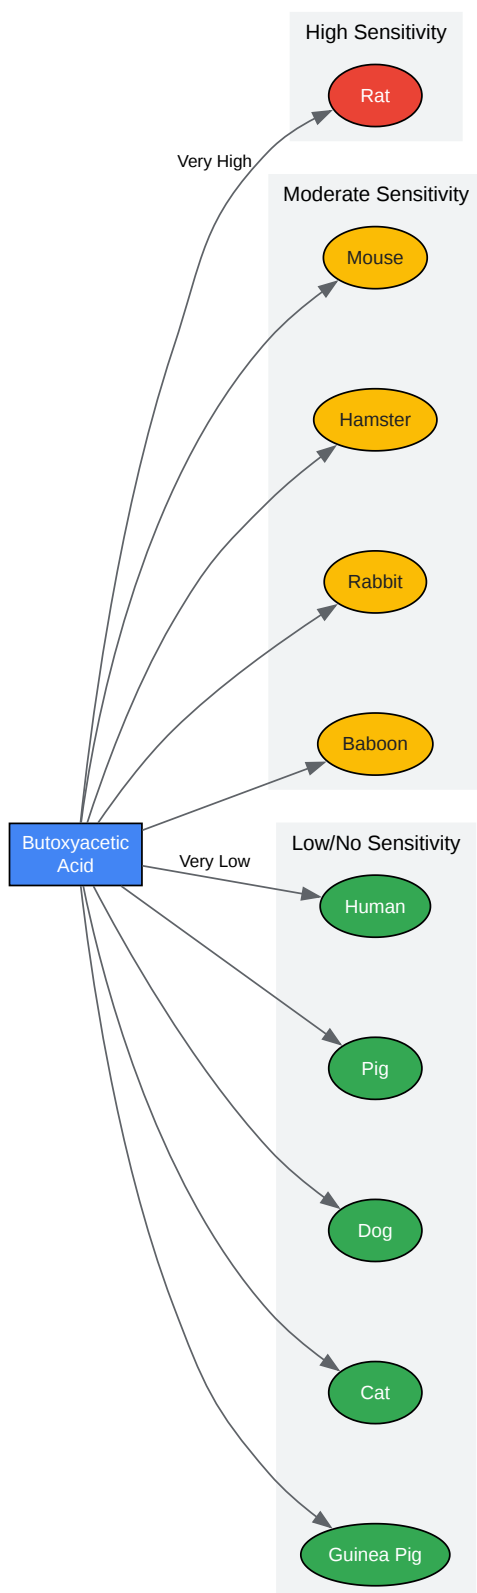 High Sensitivity
Rat
Very High
Moderate Sensitivity
Mouse
Hamster
Rabbit
Baboon
Butoxyacetic
Acid
Low/No Sensitivity
Very Low
Human
Pig
Dog
Cat
Guinea Pig